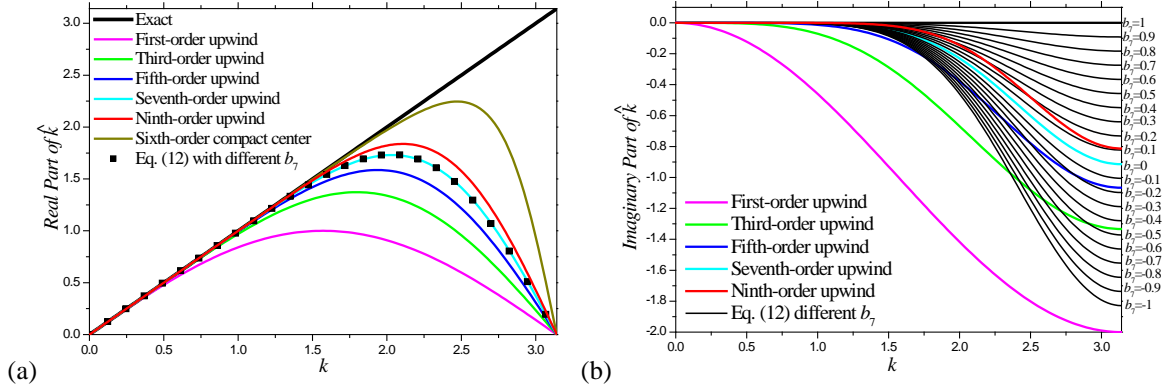 3.0
2.5
2.0
1.5
1.0
0.5
0.0
Real Part of k̂
Exact
First-order upwind
Third-order upwind
Fifth-order upwind
Seventh-order upwind
Ninth-order upwind
Sixth-order compact center
Eq. (12) with different b₇
0.0 0.5 1.0 1.5 2.0 2.5 3.0
k
(a)
0.0
-0.2
-0.4
-0.6
-0.8
-1.0
-1.2
-1.4
-1.6
-1.8
-2.0
Imaginary Part of k̂
First-order upwind
Third-order upwind
Fifth-order upwind
Seventh-order upwind
Ninth-order upwind
Eq. (12) different b₇
b₇=1
b₇=0.9
b₇=0.8
b₇=0.7
b₇=0.6
b₇=0.5
b₇=0.4
b₇=0.3
b₇=0.2
b₇=0.1
b₇=0
b₇=-0.1
b₇=-0.2
b₇=-0.3
b₇=-0.4
b₇=-0.5
b₇=-0.6
b₇=-0.7
b₇=-0.8
b₇=-0.9
b₇=-1
0.0 0.5 1.0 1.5 2.0 2.5 3.0
k
(b)